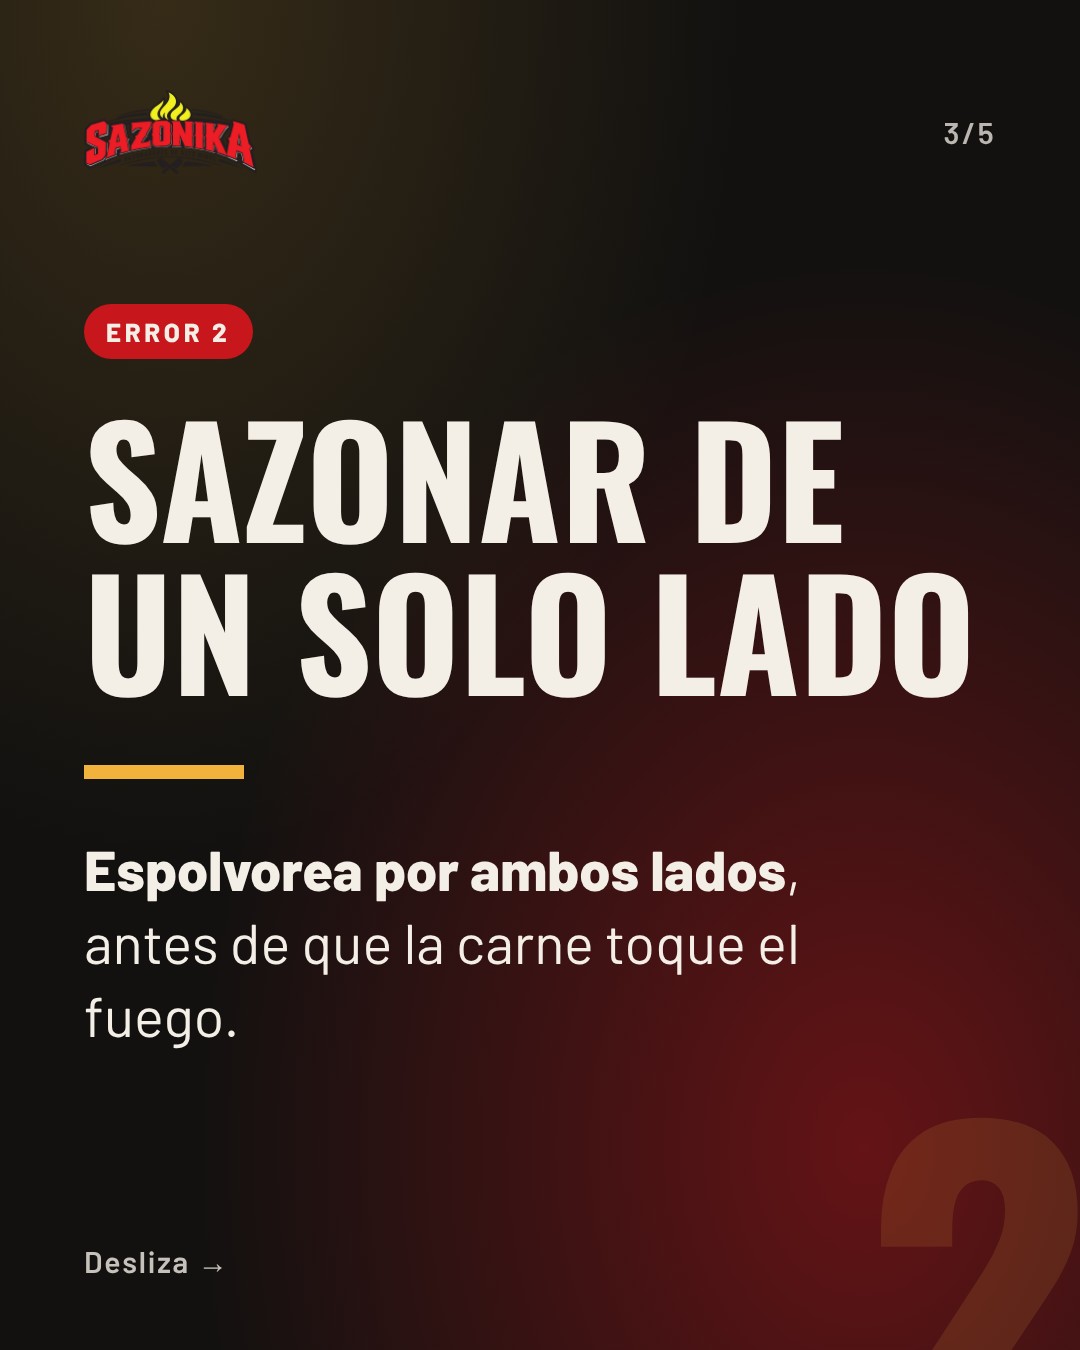 SAZONIKA
3/5
ERROR 2
SAZONAR DE
UN SOLO LADO
Espolvorea por ambos lados,
antes de que la carne toque el
fuego.
Desliza →
2